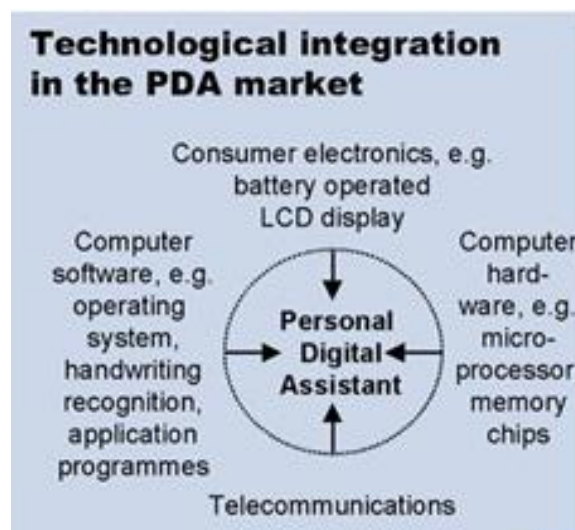 Technological integration
in the PDA market
Consumer electronics, e.g.
battery operated
LCD display
Computer
software, e.g.
operating
system,
handwriting
recognition,
application
programmes
Personal
Digital
Assistant
Computer
hard-
ware, e.g.
micro-
processor
memory
chips
Telecommunications